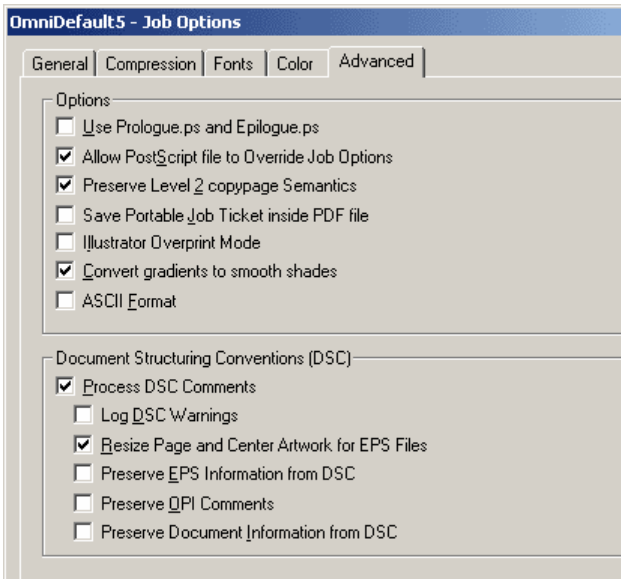 OmniDefault5 - Job Options
General Compression Fonts Color Advanced
Options
Use Prologue.ps and Epilogue.ps
Allow PostScript file to Override Job Options
Preserve Level 2 copypage Semantics
Save Portable Job Ticket inside PDF file
Illustrator Overprint Mode
Convert gradients to smooth shades
ASCII Format
Document Structuring Conventions (DSC)
Process DSC Comments
Log DSC Warnings
Resize Page and Center Artwork for EPS Files
Preserve EPS Information from DSC
Preserve OPI Comments
Preserve Document Information from DSC